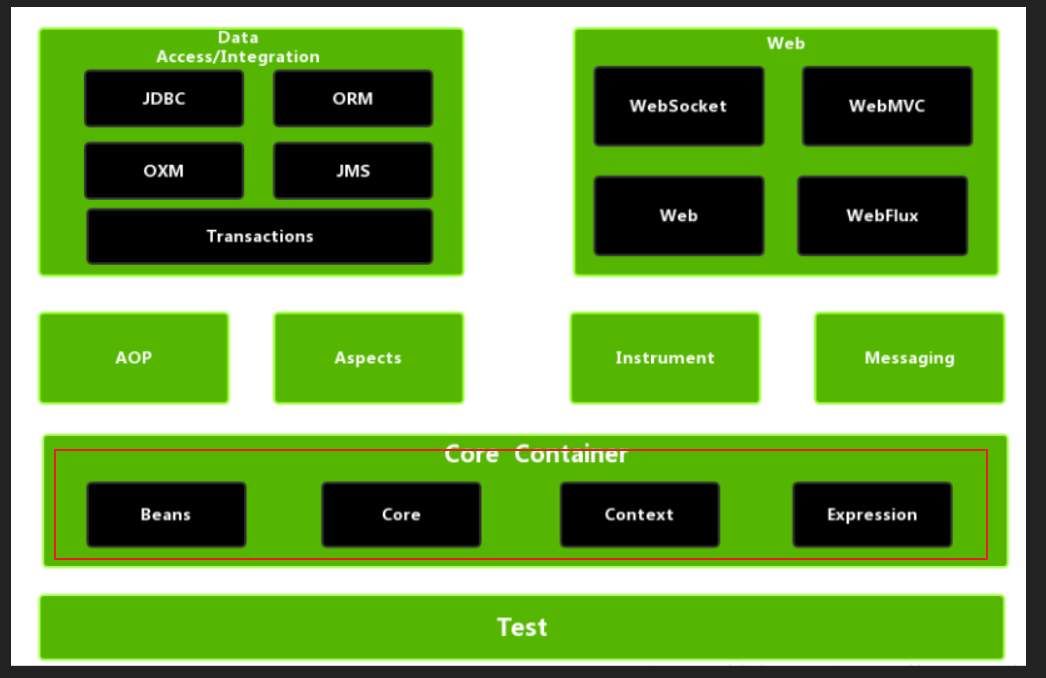 Data
Access/Integration
JDBC
ORM
OXM
JMS
Transactions
Web
WebSocket
WebMVC
Web
WebFlux
AOP
Aspects
Instrument
Messaging
Core Container
Beans
Core
Context
Expression
Test